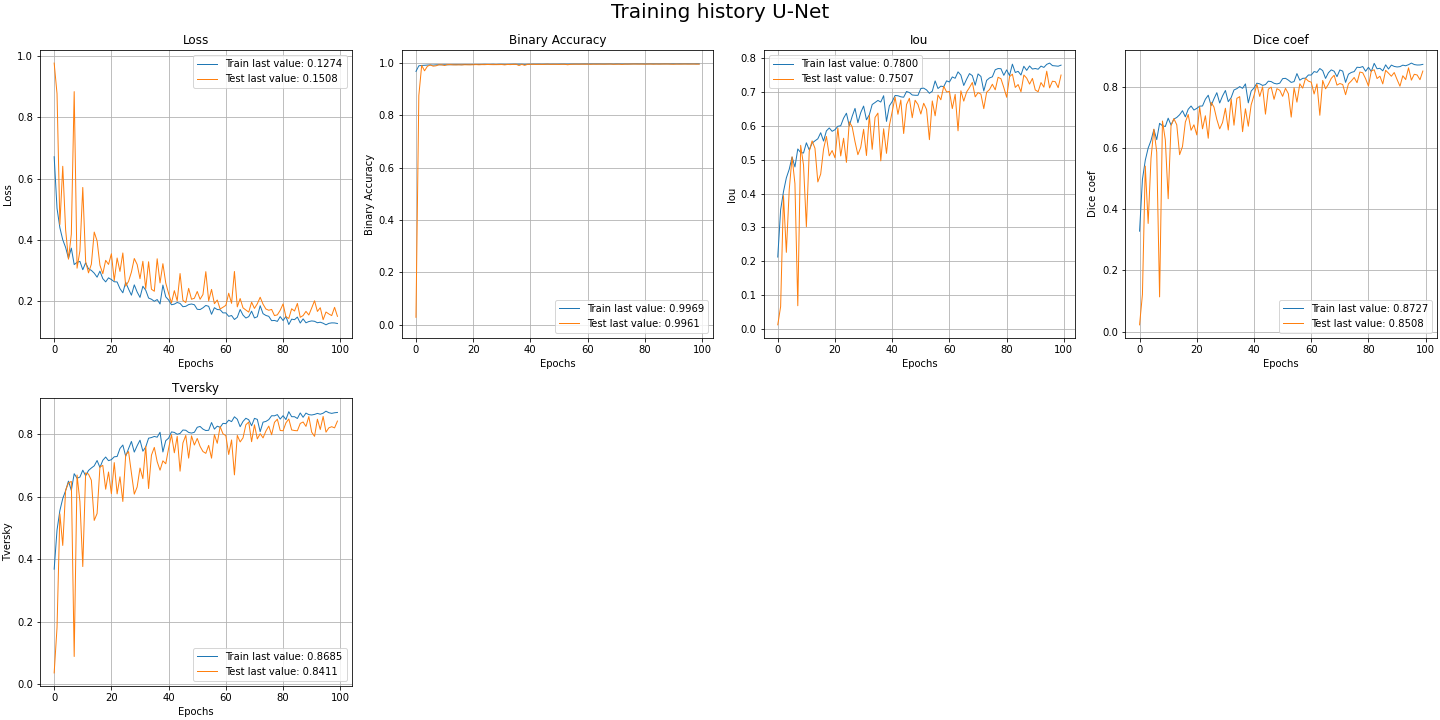 Training history U-Net
Loss
1.0
0.8
0.6
0.4
0.2
Loss
Train last value: 0.1274
Test last value: 0.1508
0 20 40 60 80 100
Epochs
Binary Accuracy
1.0
0.8
0.6
0.4
0.2
0.0
Binary Accuracy
Train last value: 0.9969
Test last value: 0.9961
0 20 40 60 80 100
Epochs
Iou
0.8
0.7
0.6
0.5
0.4
0.3
0.2
0.1
0.0
Iou
Train last value: 0.7800
Test last value: 0.7507
0 20 40 60 80 100
Epochs
Dice coef
0.8
0.6
0.4
0.2
0.0
Dice coef
Train last value: 0.8727
Test last value: 0.8508
0 20 40 60 80 100
Epochs
Tversky
0.8
0.6
0.4
0.2
0.0
Tversky
Train last value: 0.8685
Test last value: 0.8411
0 20 40 60 80 100
Epochs